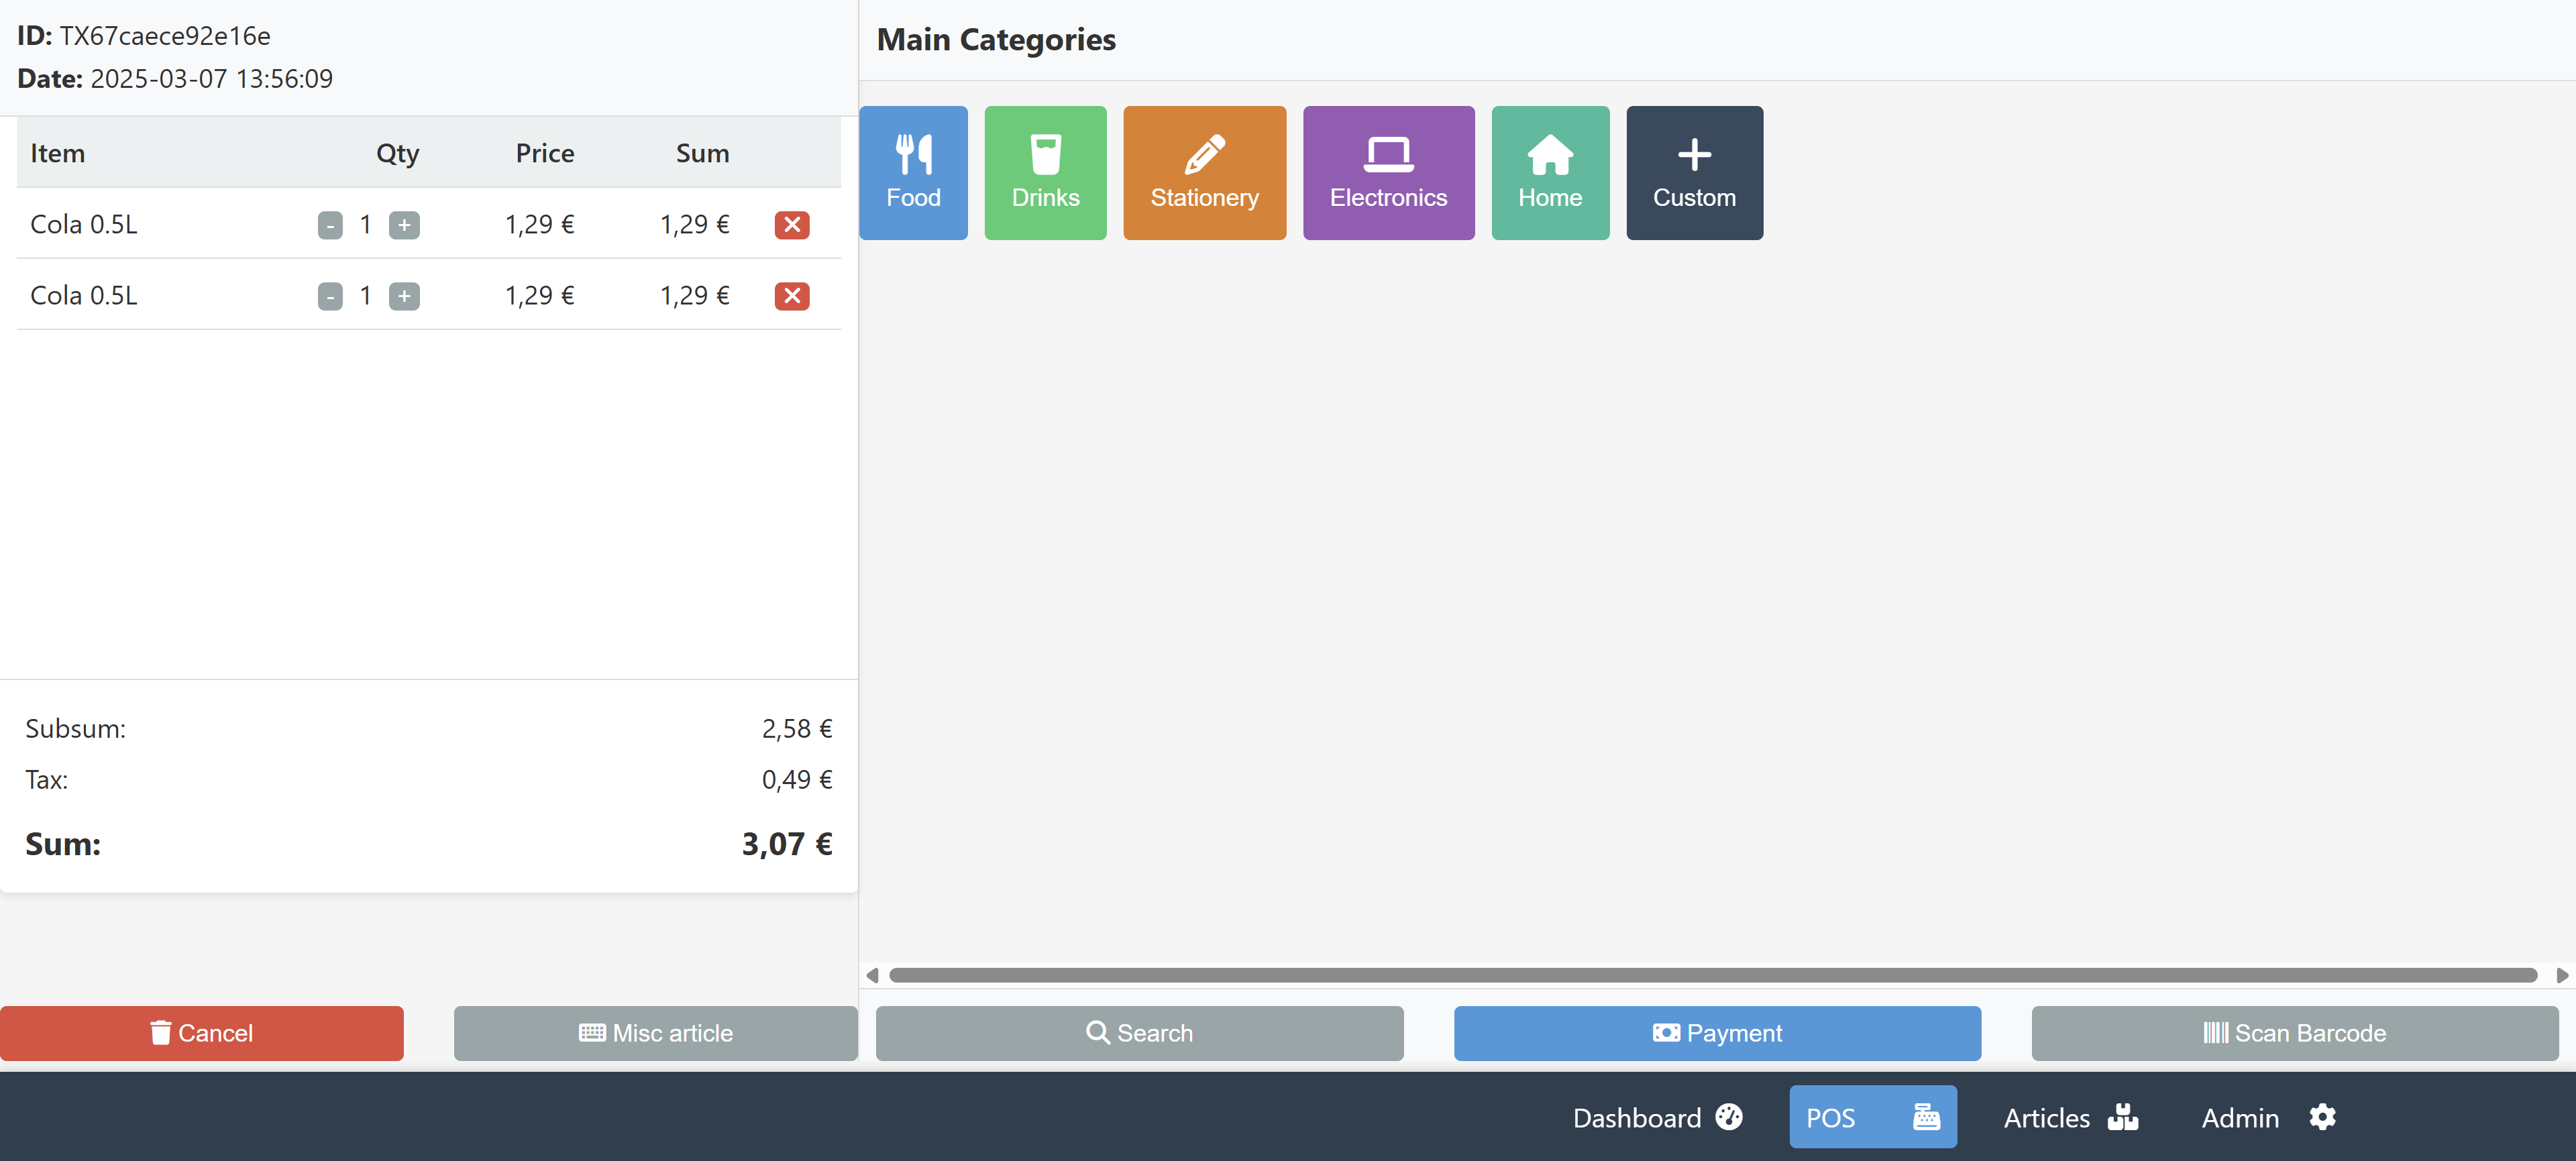 ID: TX67caece92e16e
Date: 2025-03-07 13:56:09
Item Qty Price Sum
Cola 0.5L - 1 + 1,29 € 1,29 €
Cola 0.5L - 1 + 1,29 € 1,29 €
Subsum: 2,58 €
Tax: 0,49 €
Sum: 3,07 €
Cancel Misc article
Main Categories
Food Drinks Stationery Electronics Home Custom
Search Payment Scan Barcode
Dashboard POS Articles Admin